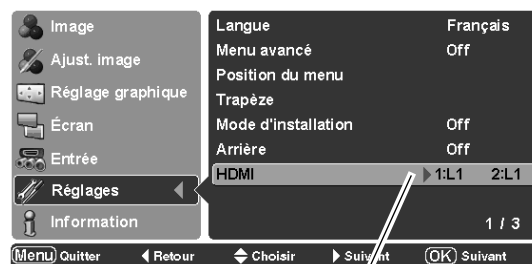 Image
Ajust. image
Réglage graphique
Écran
Entrée
Réglages
Information
Langue Français
Menu avancé Off
Position du menu
Trapèze
Mode d'installation Off
Arrière Off
HDMI 1:L1 2:L1
1 / 3
Menu Quitter Retour Choisir Suivant OK Suivant